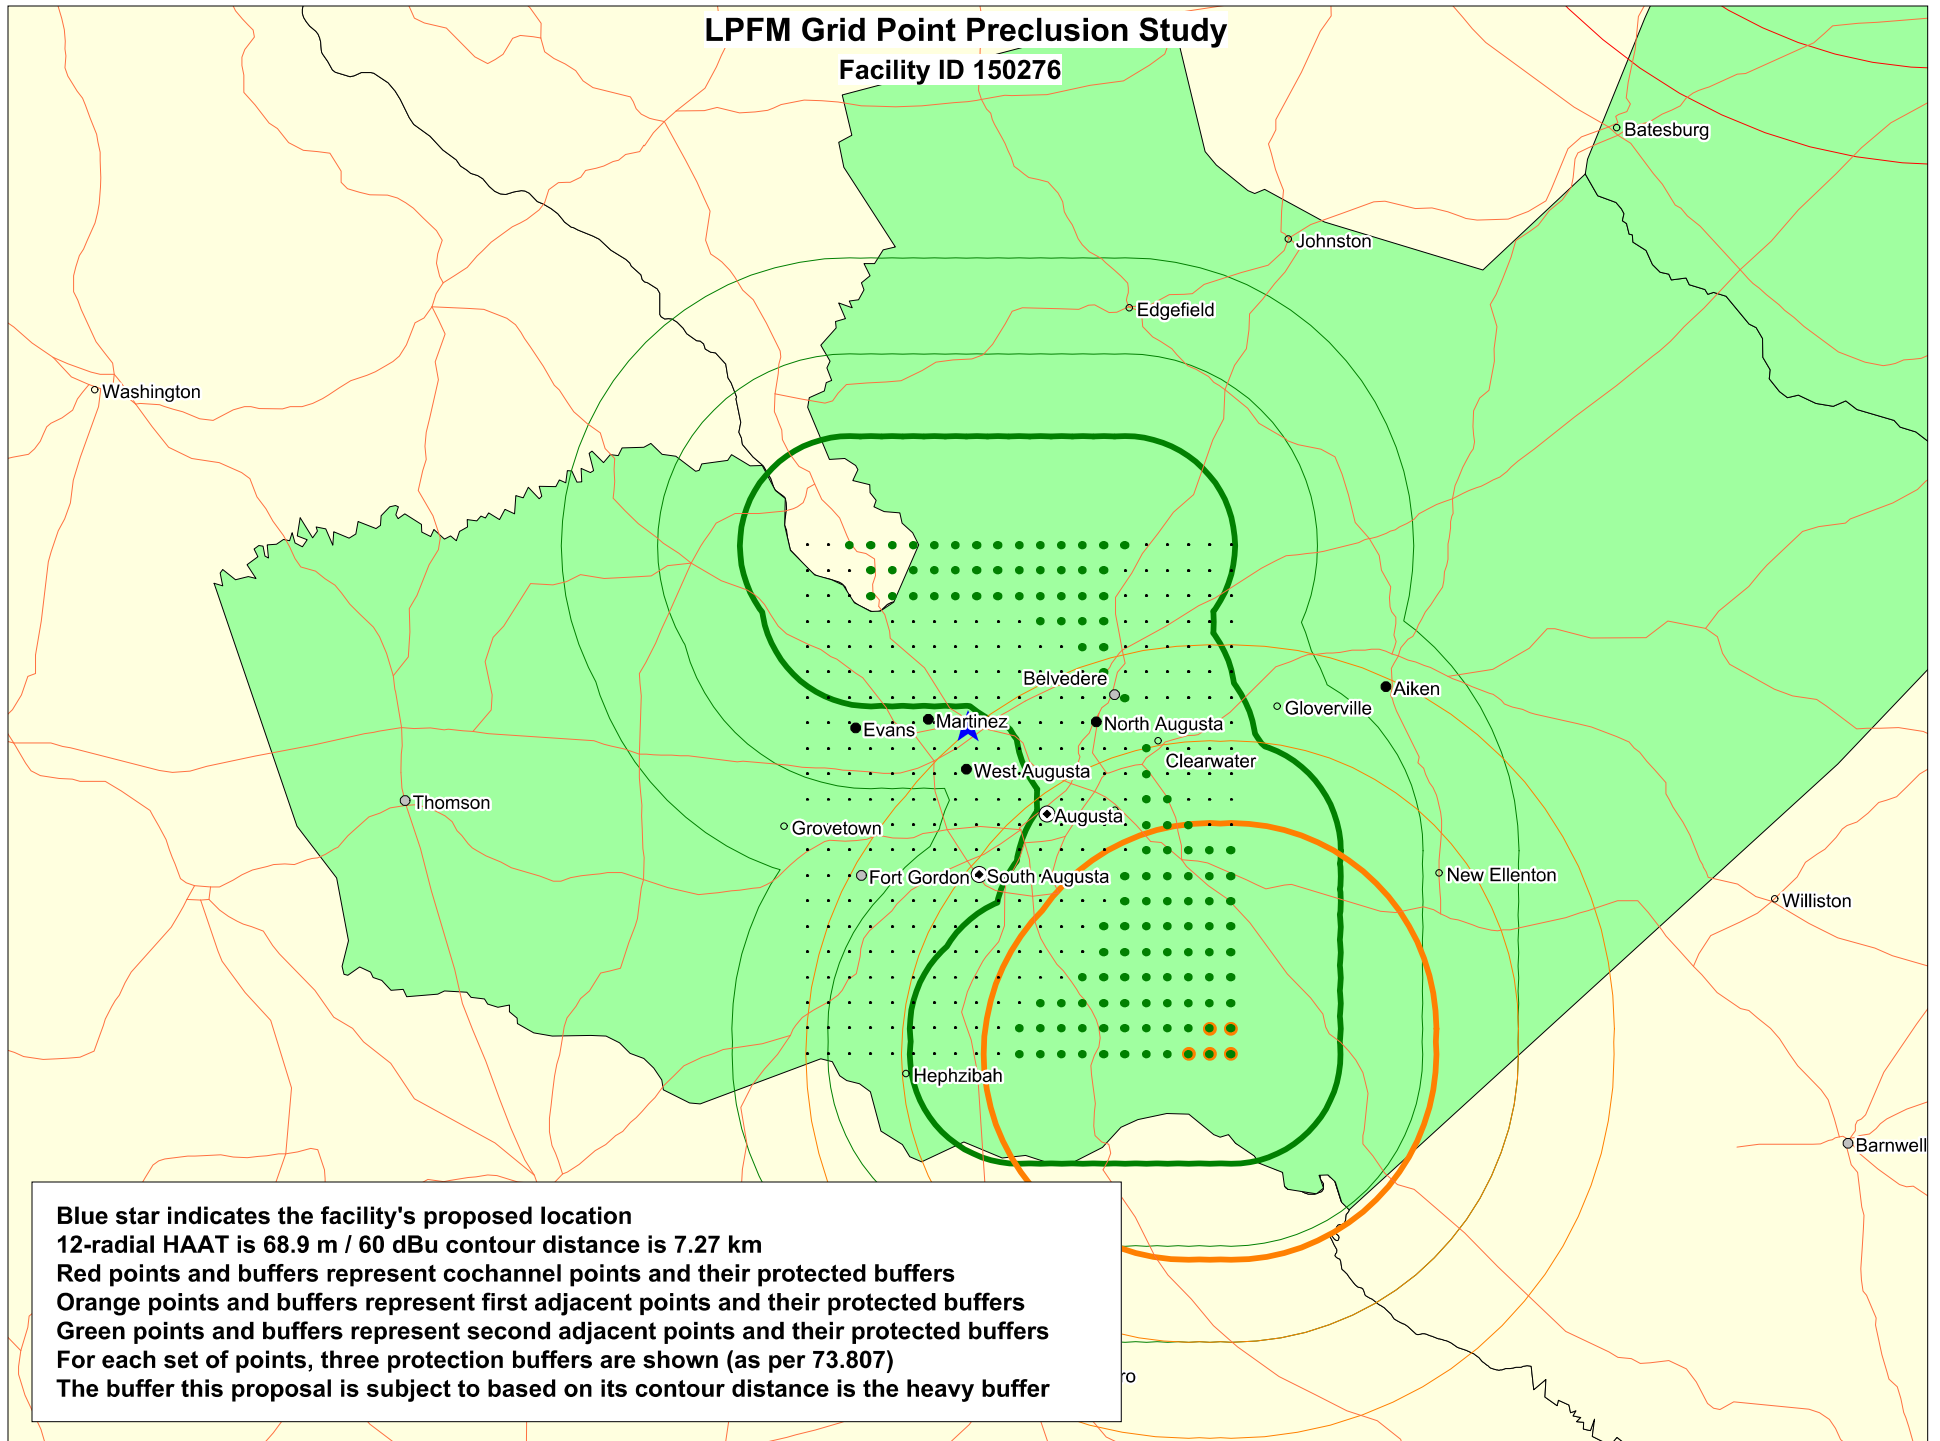 LPFM Grid Point Preclusion Study
Facility ID 150276
Batesburg
Johnston
Edgefield
Washington
Belvedere
Aiken
Gloverville
Martinez
North Augusta
Evans
Clearwater
West Augusta
Thomson
Augusta
Grovetown
Fort Gordon
South Augusta
New Ellenton
Williston
Hephzibah
Barnwell
Blue star indicates the facility's proposed location
12-radial HAAT is 68.9 m / 60 dBu contour distance is 7.27 km
Red points and buffers represent cochannel points and their protected buffers
Orange points and buffers represent first adjacent points and their protected buffers
Green points and buffers represent second adjacent points and their protected buffers
For each set of points, three protection buffers are shown (as per 73.807)
The buffer this proposal is subject to based on its contour distance is the heavy buffer